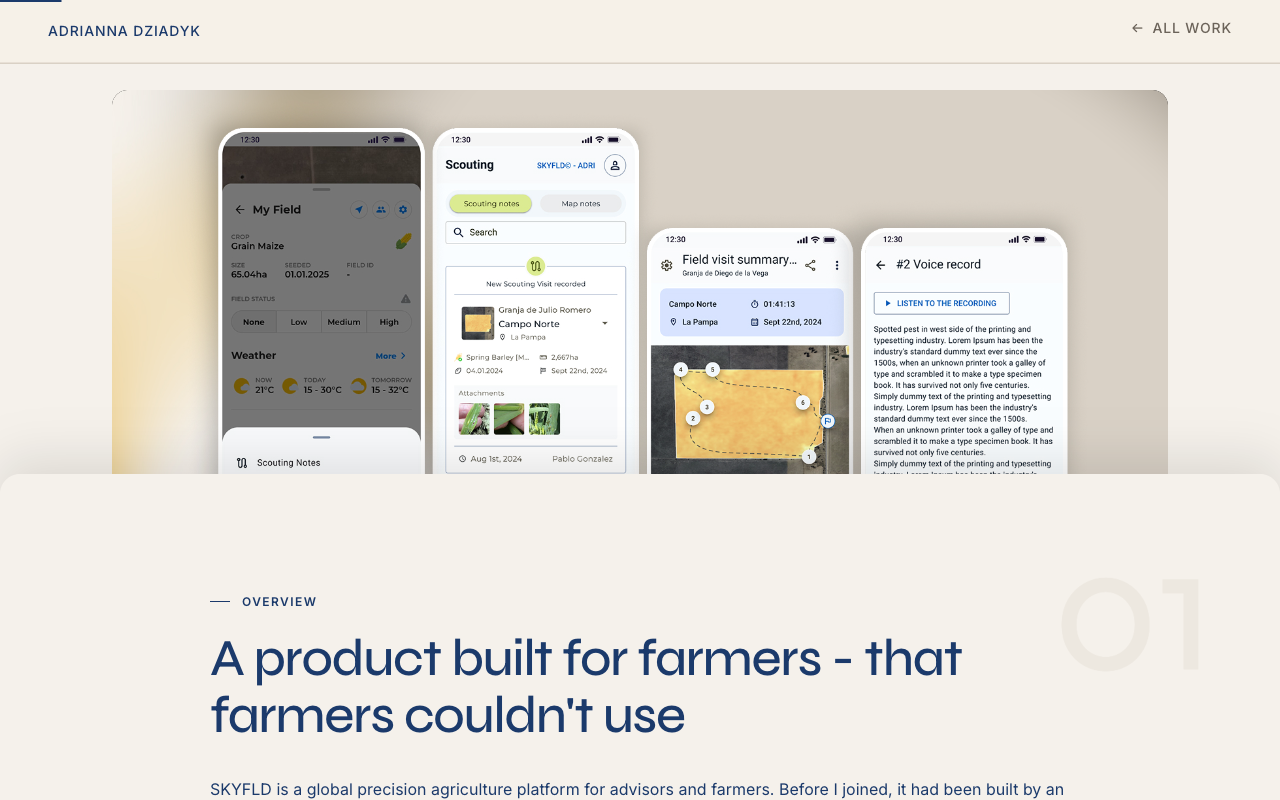 ADRIANNA DZIADYK
← ALL WORK
12:30
My Field
CROP
Grain Maize
SIZE SEEDED FIELD ID
65.04ha 01.01.2025 -
FIELD STATUS
None Low Medium High
Weather More
NOW TODAY TOMORROW
21°C 15 - 30°C 15 - 32°C
Scouting Notes
12:30
Scouting SKYFLD© - ADRI
Scouting notes Map notes
Search
New Scouting Visit recorded
Granja de Julio Romero
Campo Norte
La Pampa
Spring Barley [M... 2,667ha
04.01.2024 Sept 22nd, 2024
Attachments
Aug 1st, 2024 Pablo Gonzalez
12:30
Field visit summary...
Granja de Diego de la Vega
Campo Norte 01:41:13
La Pampa Sept 22nd, 2024
4 5
3 6
2
1
12:30
#2 Voice record
LISTEN TO THE RECORDING
Spotted pest in west side of the printing and
typesetting industry. Lorem Ipsum has been the
industry's standard dummy text ever since the
1500s, when an unknown printer took a galley of
type and scrambled it to make a type specimen
book. It has survived not only five centuries.
Simply dummy text of the printing and typesetting
industry. Lorem Ipsum has been the industry's
standard dummy text ever since the 1500s.
When an unknown printer took a galley of type and
scrambled it to make a type specimen book. It has
survived not only five centuries.
Simply dummy text of the printing and typesetting
01
OVERVIEW
A product built for farmers - that
farmers couldn't use
SKYFLD is a global precision agriculture platform for advisors and farmers. Before I joined, it had been built by an